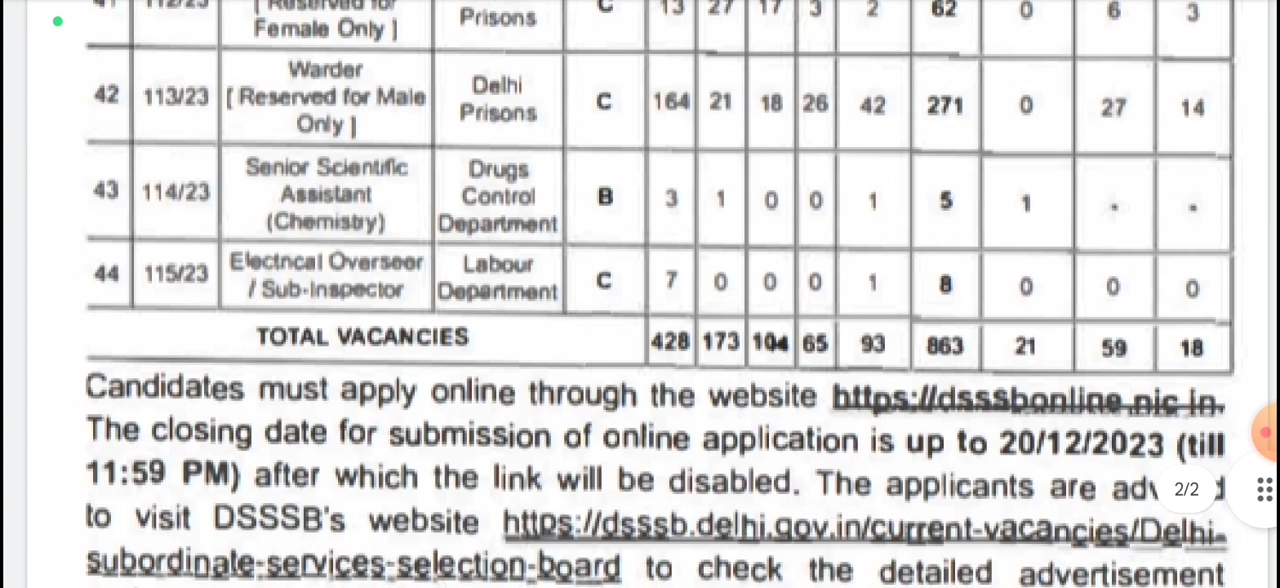 41 112/23 [ Reserved for Female Only ] Prisons C 13 27 17 3 2 62 0 6 3
42 113/23 Warder [ Reserved for Male Only ] Delhi Prisons C 164 21 18 26 42 271 0 27 14
43 114/23 Senior Scientific Assistant (Chemistry) Drugs Control Department B 3 1 0 0 1 5 1 - -
44 115/23 Electrical Overseer / Sub-Inspector Labour Department C 7 0 0 0 1 8 0 0 0
TOTAL VACANCIES 428 173 104 65 93 863 21 59 18
Candidates must apply online through the website https://dsssbonline.nic.in.
The closing date for submission of online application is up to 20/12/2023 (till
11:59 PM) after which the link will be disabled. The applicants are
to visit DSSSB's website https://dsssb.delhi.gov.in/current-vacancies/Delhi-
subordinate-services-selection-board to check the detailed advertisement
2/2